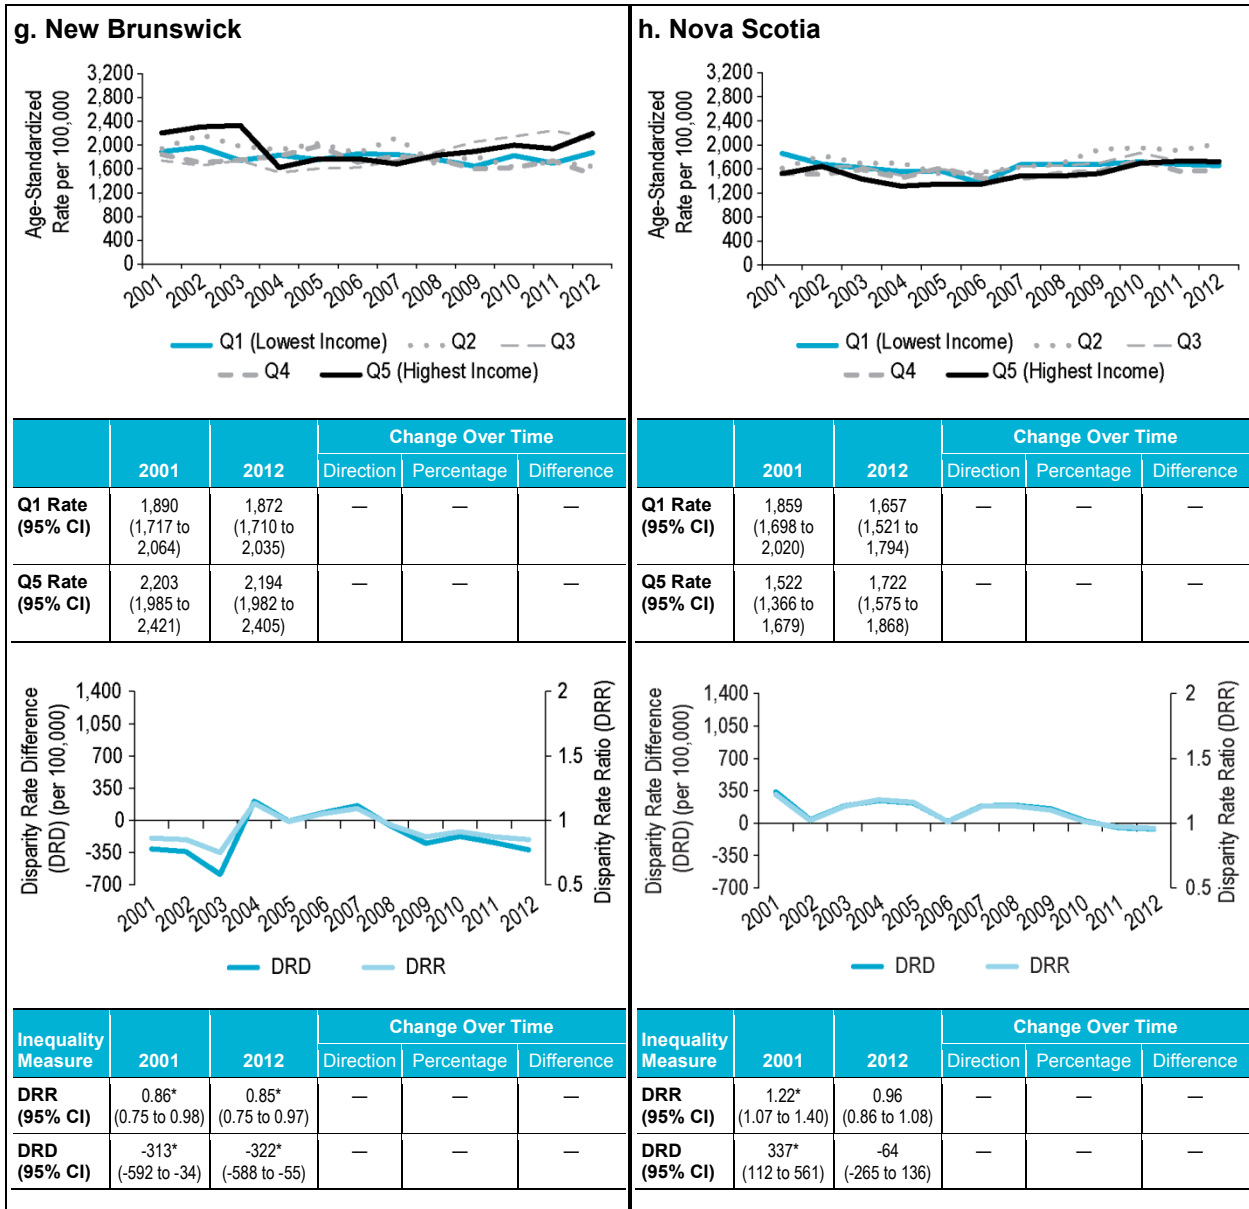 g. New Brunswick
Age-Standardized
Rate per 100,000
3,200
2,800
2,400
2,000
1,600
1,200
800
400
0
2001 2002 2003 2004 2005 2006 2007 2008 2009 2010 2011 2012
Q1 (Lowest Income) Q2 Q3
Q4 Q5 (Highest Income)
Change Over Time
2001 2012 Direction Percentage Difference
Q1 Rate 1,890 1,872 — — —
(95% CI) (1,717 to (1,710 to
2,064) 2,035)
Q5 Rate 2,203 2,194 — — —
(95% CI) (1,985 to (1,982 to
2,421) 2,405)
Disparity Rate Difference
(DRD) (per 100,000)
1,400
1,050
700
350
0
-350
-700
2
1.5
1
0.5
Disparity Rate Ratio (DRR)
2001 2002 2003 2004 2005 2006 2007 2008 2009 2010 2011 2012
DRD DRR
Change Over Time
Inequality
Measure 2001 2012 Direction Percentage Difference
DRR 0.86* 0.85* — — —
(95% CI) (0.75 to 0.98) (0.75 to 0.97)
DRD -313* -322* — — —
(95% CI) (-592 to -34) (-588 to -55)
h. Nova Scotia
Age-Standardized
Rate per 100,000
3,200
2,800
2,400
2,000
1,600
1,200
800
400
0
2001 2002 2003 2004 2005 2006 2007 2008 2009 2010 2011 2012
Q1 (Lowest Income) Q2 Q3
Q4 Q5 (Highest Income)
Change Over Time
2001 2012 Direction Percentage Difference
Q1 Rate 1,859 1,657 — — —
(95% CI) (1,698 to (1,521 to
2,020) 1,794)
Q5 Rate 1,522 1,722 — — —
(95% CI) (1,366 to (1,575 to
1,679) 1,868)
Disparity Rate Difference
(DRD) (per 100,000)
1,400
1,050
700
350
0
-350
-700
2
1.5
1
0.5
Disparity Rate Ratio (DRR)
2001 2002 2003 2004 2005 2006 2007 2008 2009 2010 2011 2012
DRD DRR
Change Over Time
Inequality
Measure 2001 2012 Direction Percentage Difference
DRR 1.22* 0.96 — — —
(95% CI) (1.07 to 1.40) (0.86 to 1.08)
DRD 337* -64 — — —
(95% CI) (112 to 561) (-265 to 136)